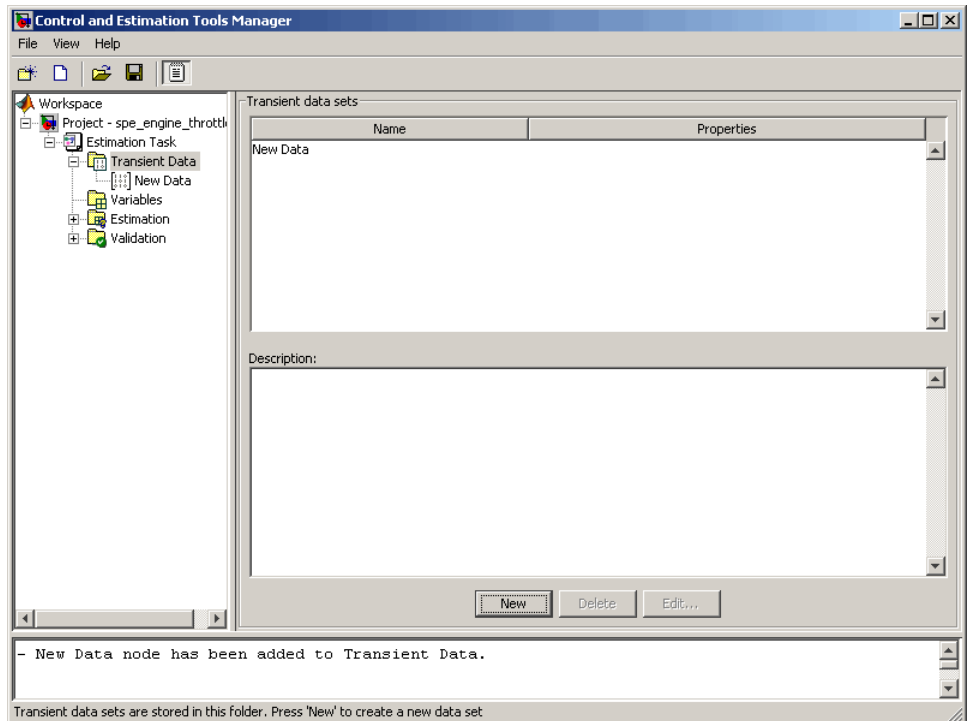 Control and Estimation Tools Manager
File View Help
Workspace
Project - spe_engine_throttl
Estimation Task
Transient Data
New Data
Variables
Estimation
Validation
Transient data sets
Name Properties
New Data
Description:
New Delete Edit...
- New Data node has been added to Transient Data.
Transient data sets are stored in this folder. Press 'New' to create a new data set